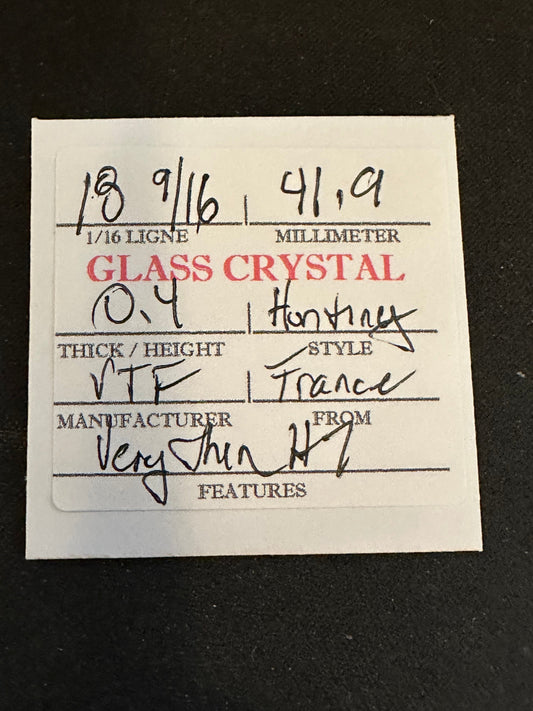 18 9/16 | 41.9
1/16 LIGNE MILLIMETER
GLASS CRYSTAL
0.4 | Hunting
THICK / HEIGHT STYLE
VTF | France
MANUFACTURER FROM
Very Thin
FEATURES